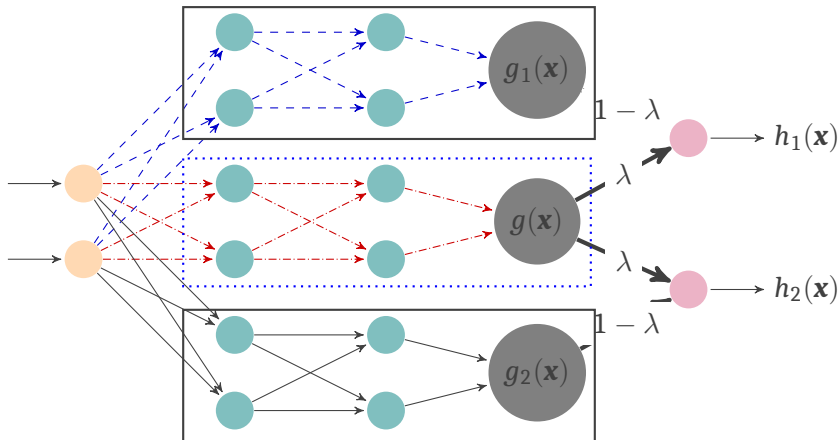 g₁(𝐱)
1 − λ
h₁(𝐱)
λ
g(𝐱)
λ
h₂(𝐱)
1 − λ
g₂(𝐱)